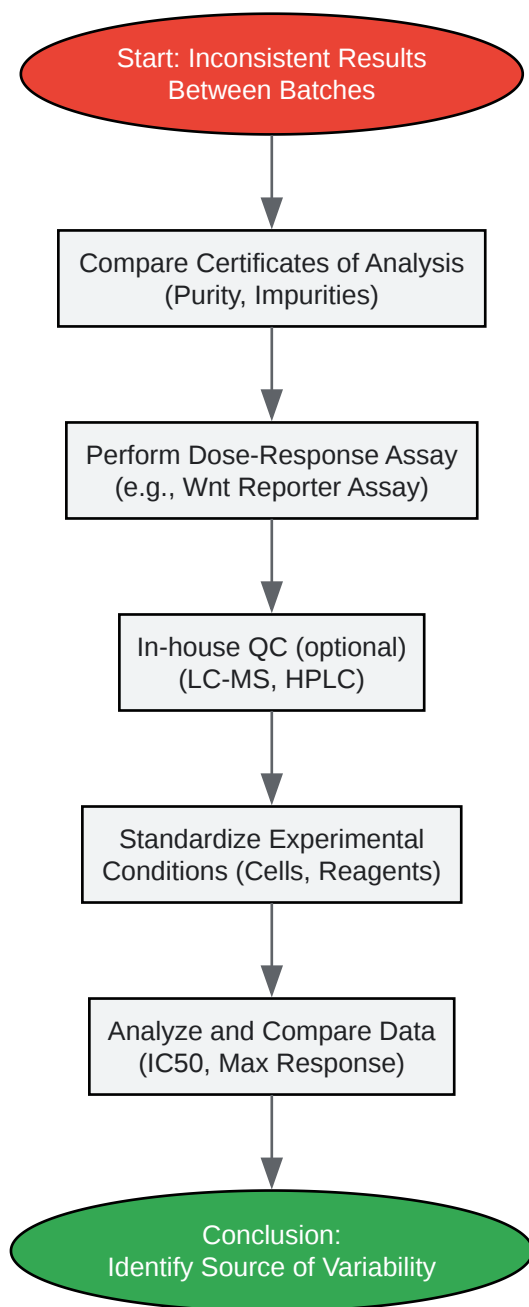 Start: Inconsistent Results
Between Batches
Compare Certificates of Analysis
(Purity, Impurities)
Perform Dose-Response Assay
(e.g., Wnt Reporter Assay)
In-house QC (optional)
(LC-MS, HPLC)
Standardize Experimental
Conditions (Cells, Reagents)
Analyze and Compare Data
(IC50, Max Response)
Conclusion:
Identify Source of Variability